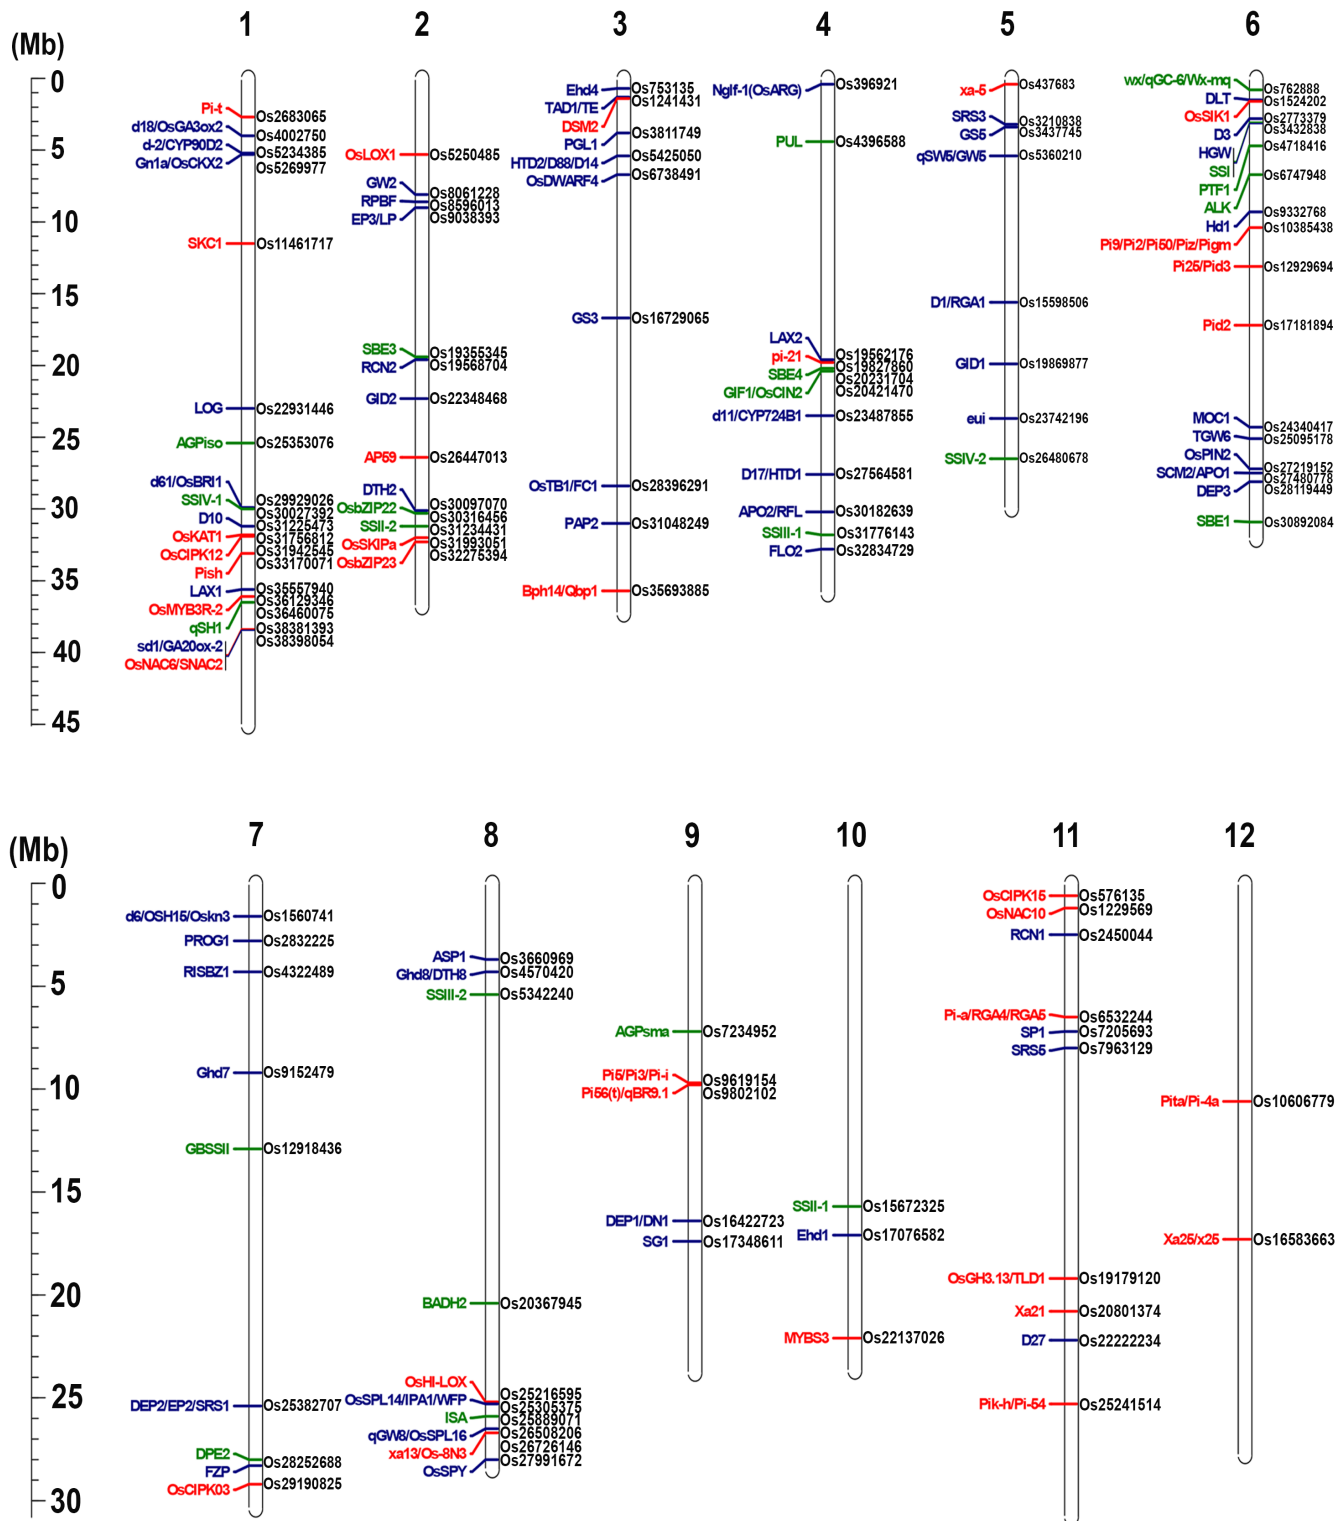 (Mb)
1
2
3
4
5
6
0
5
10
15
20
25
30
35
40
45
Pi-t
d18/OsGA3ox2
d-2/CYP90D2
Gn1a/OsCKX2
SKC1
LOG
AGPiso
d61/OsBRI1
SSIV-1
D10
OsKAT1
OsCIPK12
Pish
LAX1
OsMYB3R-2
qSH1
sd1/GA20ox-2
OsNAC6/SNAC2
Os2683065
Os4002750
Os5234385
Os5269977
Os11461717
Os22931446
Os25353076
Os29929026
Os30027392
Os31225473
Os31756812
Os31942545
Os33170071
Os35557940
Os36129346
Os36460075
Os38381393
Os38398054
OsLOX1
GW2
RPBF
EP3/LP
SBE3
RCN2
GID2
AP59
DTH2
OsbZIP22
SSII-2
OsSKIPa
OsbZIP23
Os5250485
Os8061228
Os8596013
Os9038393
Os19355345
Os19568704
Os22348468
Os26447013
Os30097070
Os30316456
Os31234431
Os31993051
Os32275394
Ehd4
TAD1/TE
DSM2
PGL1
HTD2/D88/D14
OsDWARF4
GS3
OsTB1/FC1
PAP2
Bph14/Qbp1
Os753135
Os1241431
Os3811749
Os5425050
Os6738491
Os16729065
Os28396291
Os31048249
Os35693885
Nglf-1(OsARG)
PUL
LAX2
pi-21
SBE4
GIF1/OsCIN2
d11/CYP724B1
D17/HTD1
APO2/RFL
SSIII-1
FLO2
Os396921
Os4396588
Os19562176
Os19827860
Os20231704
Os20421470
Os23487855
Os27564581
Os30182639
Os31776143
Os32834729
xa-5
SRS3
GS5
qSW5/GW5
D1/RGA1
GID1
eui
SSIV-2
Os437683
Os3210838
Os3437745
Os5360210
Os15598506
Os19869877
Os23742196
Os26480678
wx/qGC-6/Wx-mq
DLT
OsSIK1
D3
HGW
SSI
PTF1
ALK
Hd1
Pi9/Pi2/Pi50/Piz/Pigm
Pi25/Pid3
Pid2
MOC1
TGW6
OsPIN2
SCM2/APO1
DEP3
SBE1
Os762888
Os1524202
Os2773379
Os3432838
Os4718416
Os6747948
Os9332768
Os10385438
Os12929694
Os17181894
Os24340417
Os25095178
Os27219152
Os27480778
Os28119449
Os30892084
(Mb)
7
8
9
10
11
12
0
5
10
15
20
25
30
d6/OSH15/Oskn3
PROG1
RISBZ1
Ghd7
GBSSII
DEP2/EP2/SRS1
DPE2
FZP
OsCIPK03
Os1560741
Os2832225
Os4322489
Os9152479
Os12918436
Os25382707
Os28252688
Os29190825
ASP1
Ghd8/DTH8
SSIII-2
BADH2
OsHI-LOX
OsSPL14/IPA1/WFP
ISA
qGW8/OsSPL16
xa13/Os-8N3
OsSPY
Os3660969
Os4570420
Os5342240
Os20367945
Os25216595
Os25305375
Os25889071
Os26508206
Os26726146
Os27991672
AGPsma
Pi5/Pi3/Pi-i
Pi56(t)/qBR9.1
DEP1/DN1
SG1
Os7234952
Os9619154
Os9802102
Os16422723
Os17348611
SSII-1
Ehd1
MYBS3
Os15672325
Os17076582
Os22137026
OsCIPK15
OsNAC10
RCN1
Pi-a/RGA4/RGA5
SP1
SRS5
OsGH3.13/TLD1
Xa21
D27
Pik-h/Pi-54
Os576135
Os1229569
Os2450044
Os6532244
Os7205693
Os7963129
Os19179120
Os20801374
Os22222234
Os25241514
Pita/Pi-4a
Xa25/x25
Os10606779
Os16583663